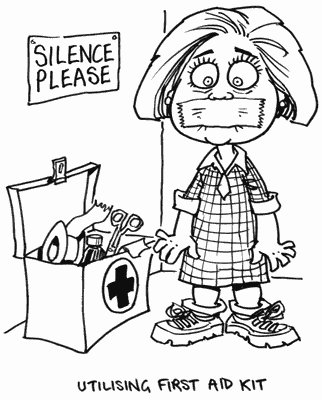 SILENCE
PLEASE
UTILISING FIRST AID KIT